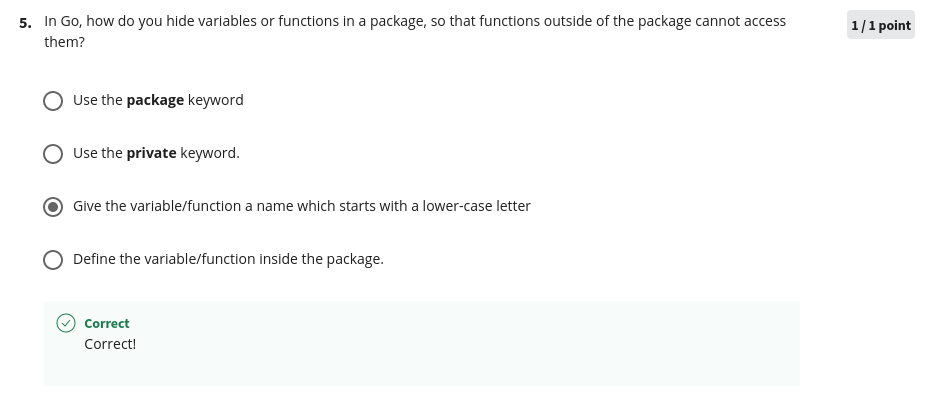 5. In Go, how do you hide variables or functions in a package, so that functions outside of the package cannot access
them?
1 / 1 point
Use the package keyword
Use the private keyword.
Give the variable/function a name which starts with a lower-case letter
Define the variable/function inside the package.
Correct
Correct!